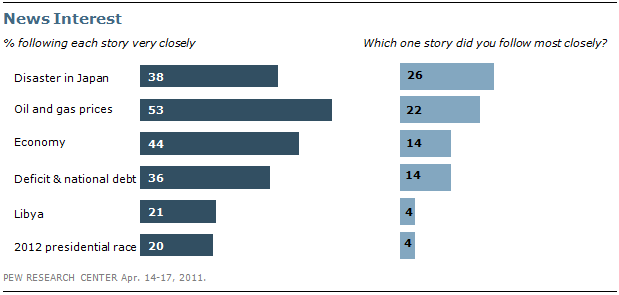 News Interest
% following each story very closely
Which one story did you follow most closely?
Disaster in Japan 38 26
Oil and gas prices 53 22
Economy 44 14
Deficit & national debt 36 14
Libya 21 4
2012 presidential race 20 4
PEW RESEARCH CENTER Apr. 14-17, 2011.